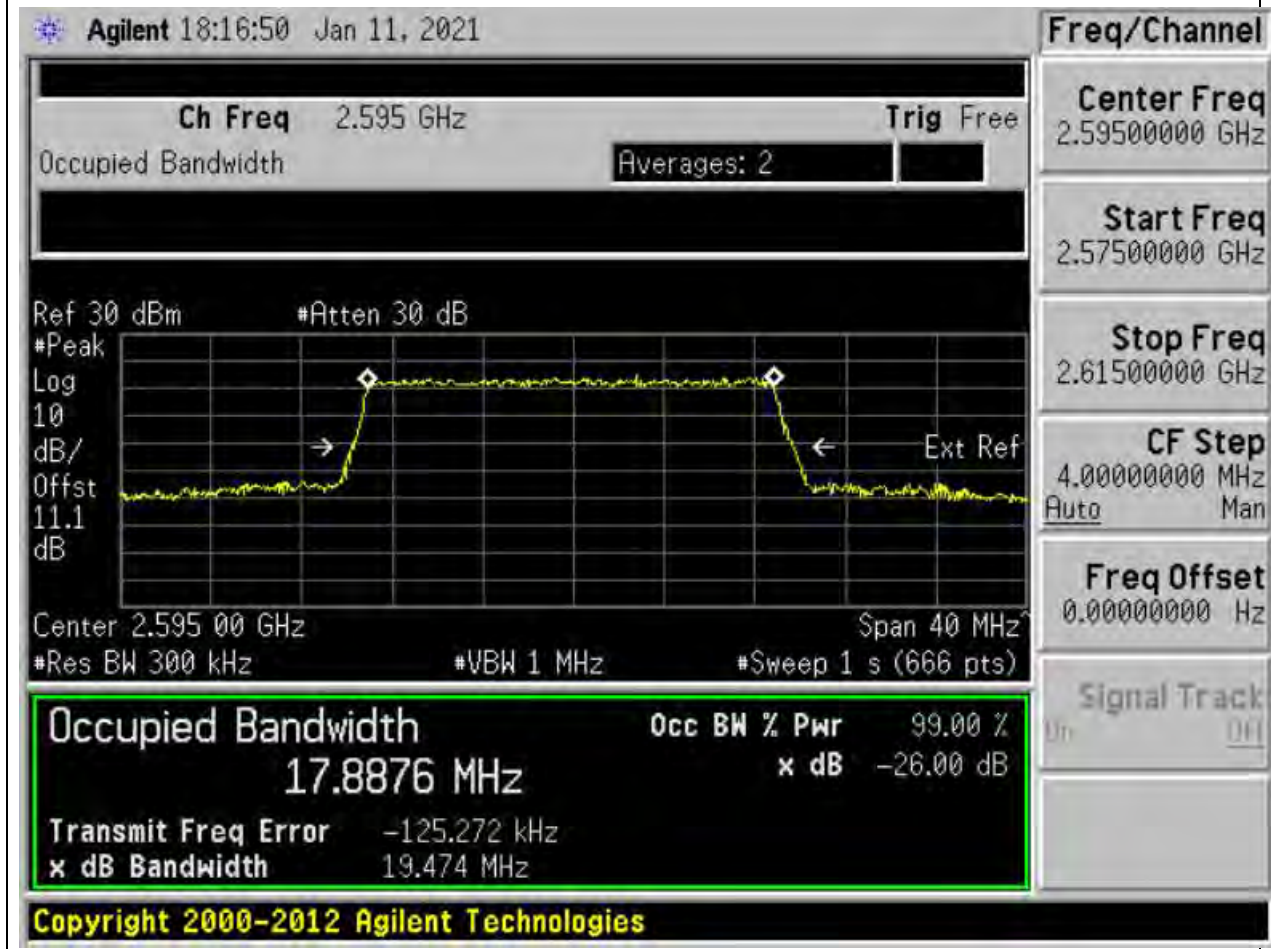 Agilent 18:16:50 Jan 11, 2021
Freq/Channel
Ch Freq 2.595 GHz Trig Free
Occupied Bandwidth Averages: 2
Center Freq
2.59500000 GHz
Start Freq
2.57500000 GHz
Stop Freq
2.61500000 GHz
CF Step
4.00000000 MHz
Auto Man
Freq Offset
0.00000000 Hz
Signal Track
On Off
Ref 30 dBm #Atten 30 dB
#Peak
Log
10
dB/
Offst
11.1
dB
Ext Ref
Center 2.595 00 GHz Span 40 MHz^
#Res BW 300 kHz #VBW 1 MHz #Sweep 1 s (666 pts)
Occupied Bandwidth
17.8876 MHz
Occ BW % Pwr 99.00 %
x dB -26.00 dB
Transmit Freq Error -125.272 kHz
x dB Bandwidth 19.474 MHz
Copyright 2000-2012 Agilent Technologies